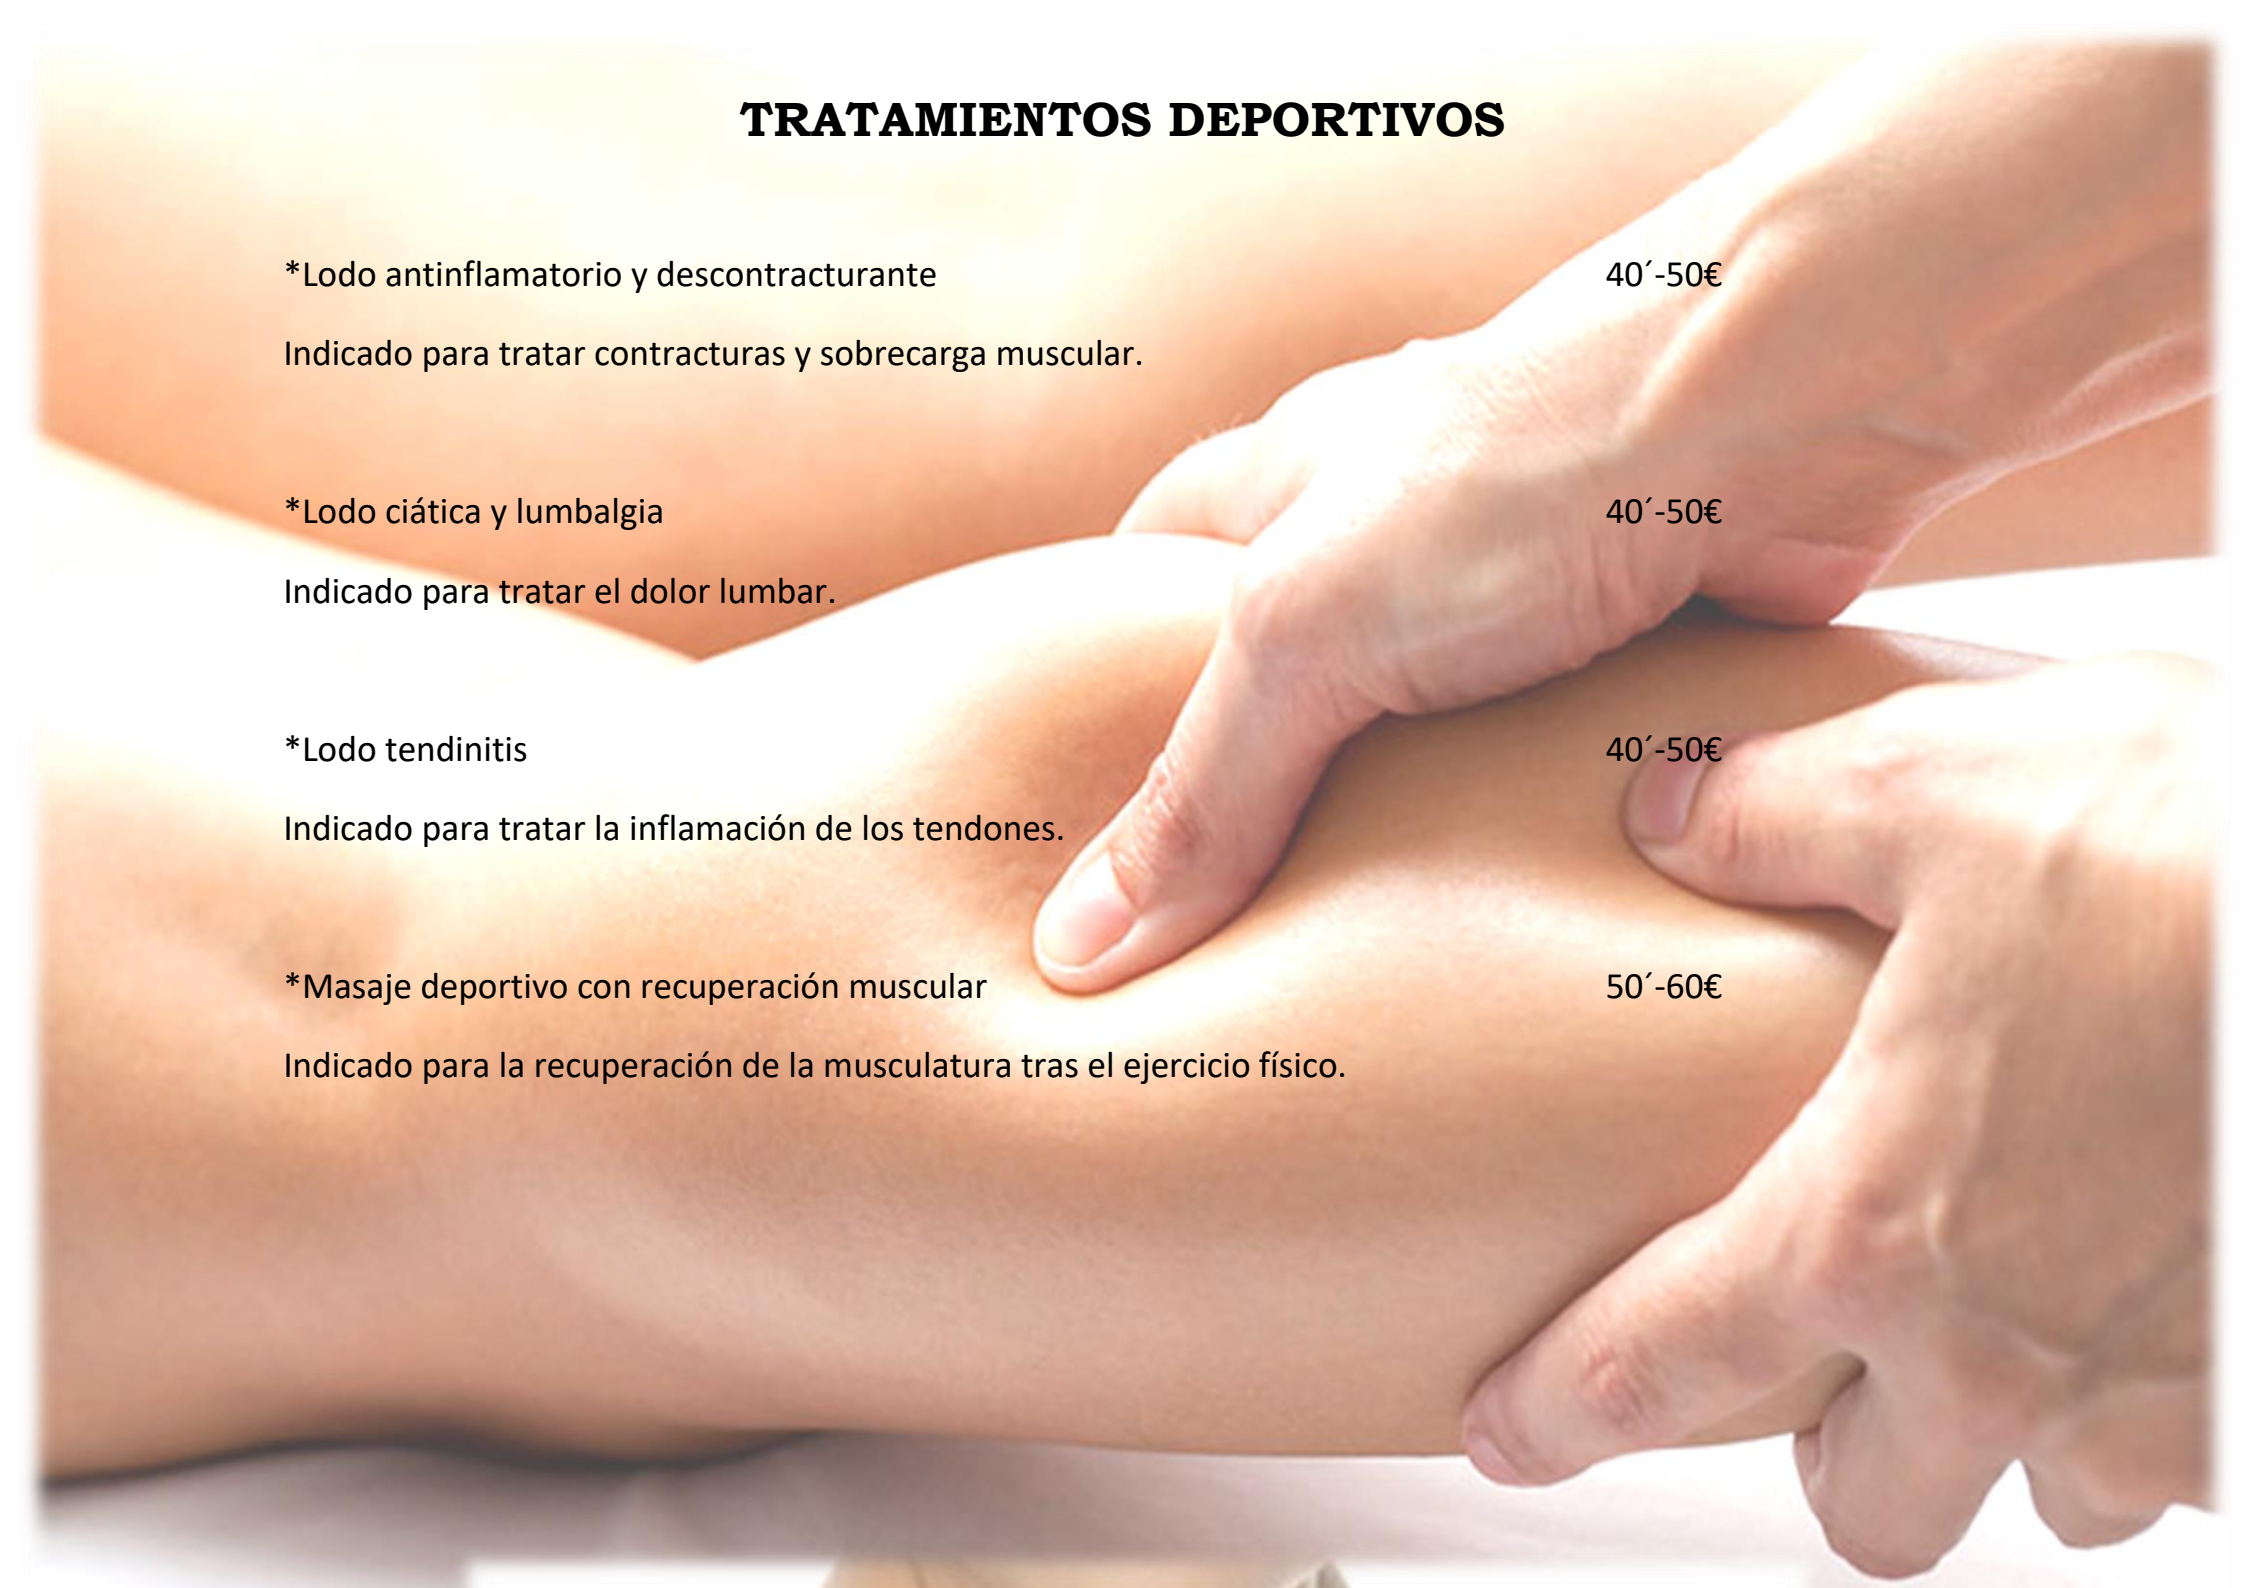 TRATAMIENTOS DEPORTIVOS
*Lodo antinflamatorio y descontracturante 40´-50€
Indicado para tratar contracturas y sobrecarga muscular.
*Lodo ciática y lumbalgia 40´-50€
Indicado para tratar el dolor lumbar.
*Lodo tendinitis 40´-50€
Indicado para tratar la inflamación de los tendones.
*Masaje deportivo con recuperación muscular 50´-60€
Indicado para la recuperación de la musculatura tras el ejercicio físico.